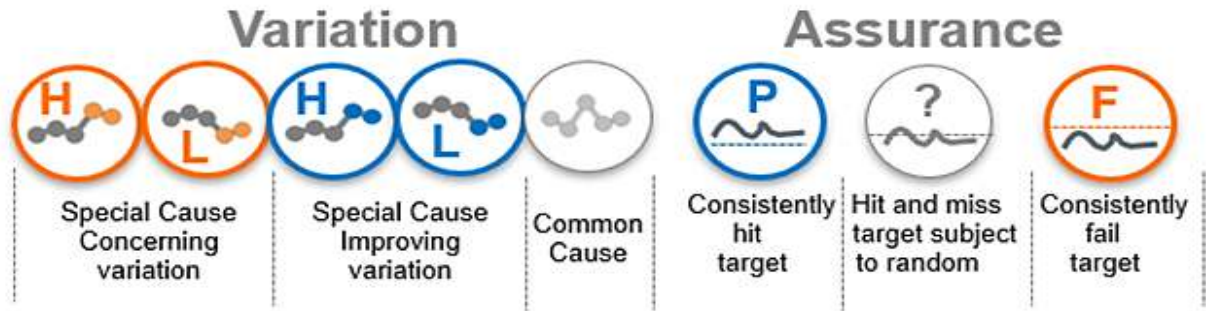 Variation
Assurance
H
L
H
L
P
?
F
Special Cause
Concerning
variation
Special Cause
Improving
variation
Common
Cause
Consistently
hit
target
Hit and miss
target subject
to random
Consistently
fail
target